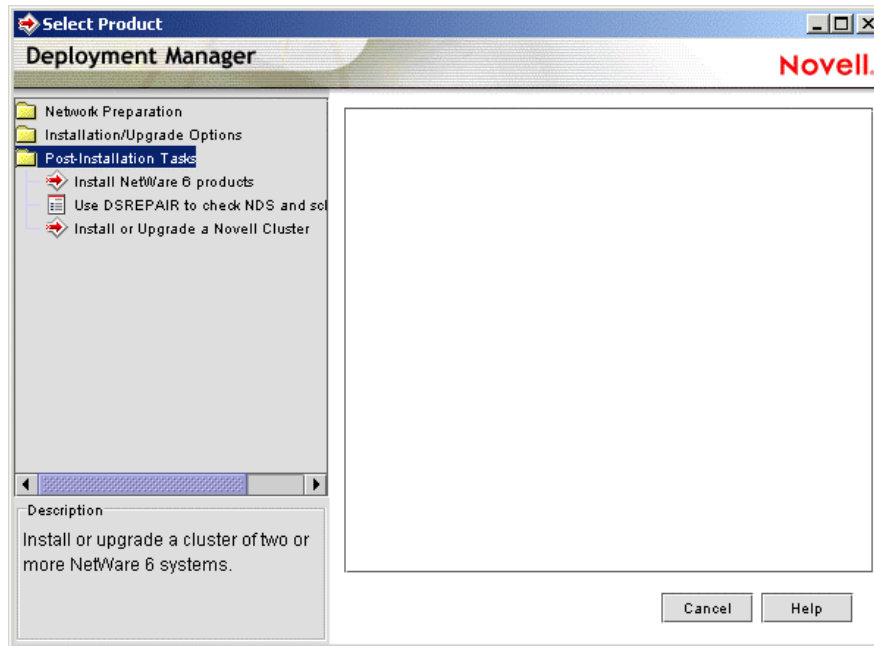 Select Product
Deployment Manager
Novell.
Network Preparation
Installation/Upgrade Options
Post-Installation Tasks
Install NetWare 6 products
Use DSREPAIR to check NDS and scl
Install or Upgrade a Novell Cluster
Description
Install or upgrade a cluster of two or
more NetWare 6 systems.
Cancel
Help